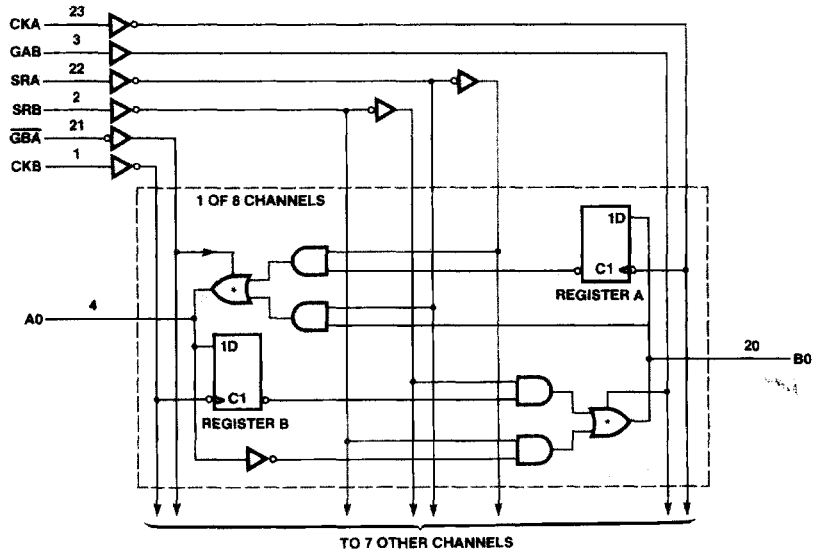 CKA 23
GAB 3
SRA 22
SRB 2
GBA 21
CKB 1
1 OF 8 CHANNELS
1D
C1
REGISTER A
*
4
A0
1D
C1
REGISTER B
20
B0
*
TO 7 OTHER CHANNELS